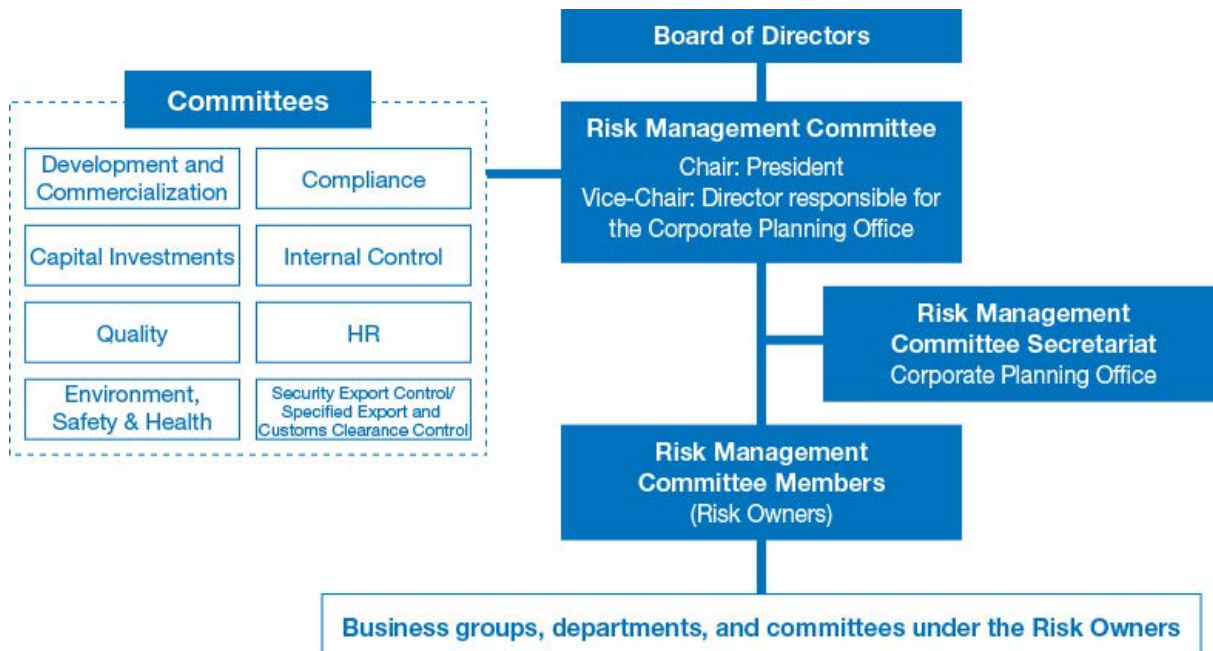 Board of Directors
Committees
Development and
Commercialization
Compliance
Capital Investments
Internal Control
Quality
HR
Environment,
Safety & Health
Security Export Control/
Specified Export and
Customs Clearance Control
Risk Management Committee
Chair: President
Vice-Chair: Director responsible for
the Corporate Planning Office
Risk Management
Committee Secretariat
Corporate Planning Office
Risk Management
Committee Members
(Risk Owners)
Business groups, departments, and committees under the Risk Owners